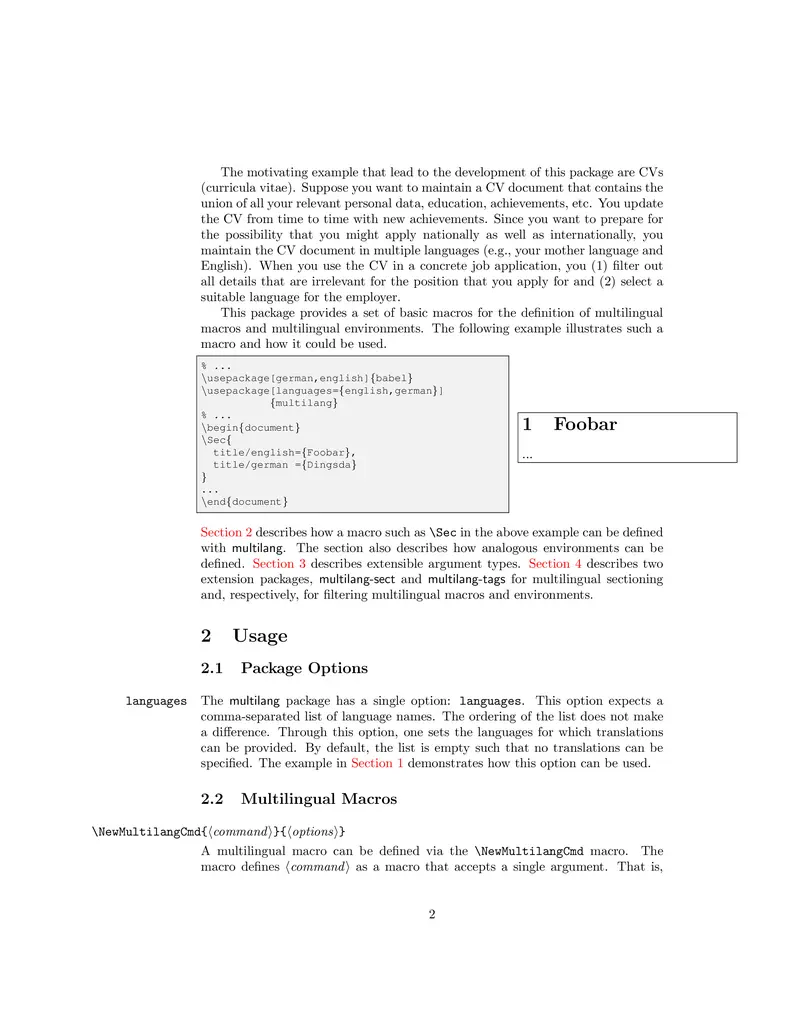 The motivating example that lead to the development of this package are CVs
(curricula vitae). Suppose you want to maintain a CV document that contains the
union of all your relevant personal data, education, achievements, etc. You update
the CV from time to time with new achievements. Since you want to prepare for
the possibility that you might apply nationally as well as internationally, you
maintain the CV document in multiple languages (e.g., your mother language and
English). When you use the CV in a concrete job application, you (1) filter out
all details that are irrelevant for the position that you apply for and (2) select a
suitable language for the employer.
This package provides a set of basic macros for the definition of multilingual
macros and multilingual environments. The following example illustrates such a
macro and how it could be used.
% ...
\usepackage[german,english]{babel}
\usepackage[languages={english,german}]
{multilang}
% ...
\begin{document}
\Sec{
title/english={Foobar},
title/german ={Dingsda}
}
...
\end{document}
1 Foobar
...
Section 2 describes how a macro such as \Sec in the above example can be defined
with multilang. The section also describes how analogous environments can be
defined. Section 3 describes extensible argument types. Section 4 describes two
extension packages, multilang-sect and multilang-tags for multilingual sectioning
and, respectively, for filtering multilingual macros and environments.
2 Usage
2.1 Package Options
languages The multilang package has a single option: languages. This option expects a
comma-separated list of language names. The ordering of the list does not make
a difference. Through this option, one sets the languages for which translations
can be provided. By default, the list is empty such that no translations can be
specified. The example in Section 1 demonstrates how this option can be used.
2.2 Multilingual Macros
\NewMultilangCmd{⟨command⟩}{⟨options⟩}
A multilingual macro can be defined via the \NewMultilangCmd macro. The
macro defines ⟨command⟩ as a macro that accepts a single argument. That is,
2